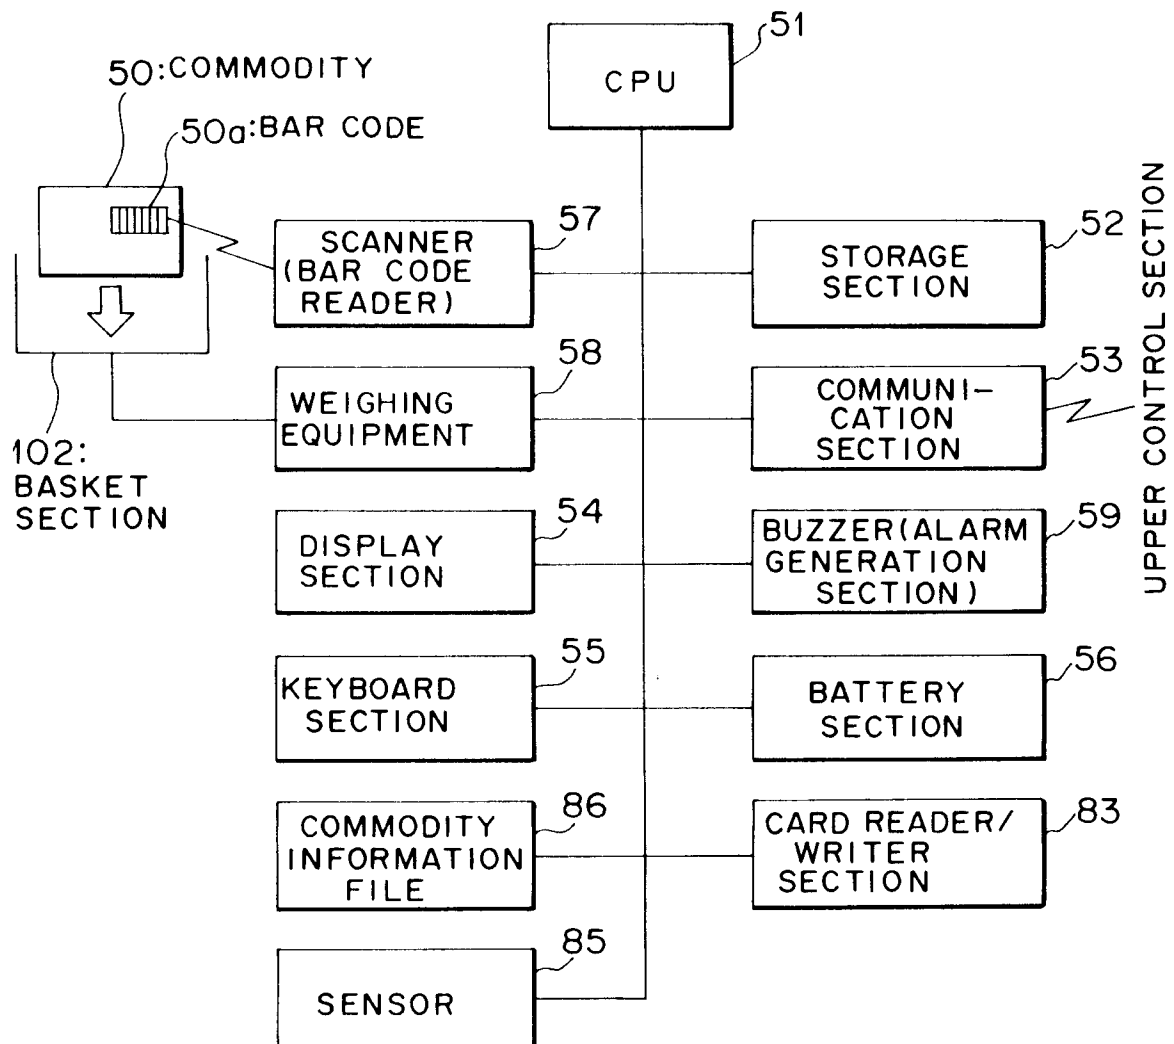 51
CPU
50:COMMODITY
50a:BAR CODE
57
SCANNER
(BAR CODE
READER)
52
STORAGE
SECTION
58
WEIGHING
EQUIPMENT
53
COMMUNI-
CATION
SECTION
UPPER CONTROL SECTION
102:
BASKET
SECTION
54
DISPLAY
SECTION
59
BUZZER(ALARM
GENERATION
SECTION)
55
KEYBOARD
SECTION
56
BATTERY
SECTION
86
COMMODITY
INFORMATION
FILE
83
CARD READER/
WRITER
SECTION
85
SENSOR